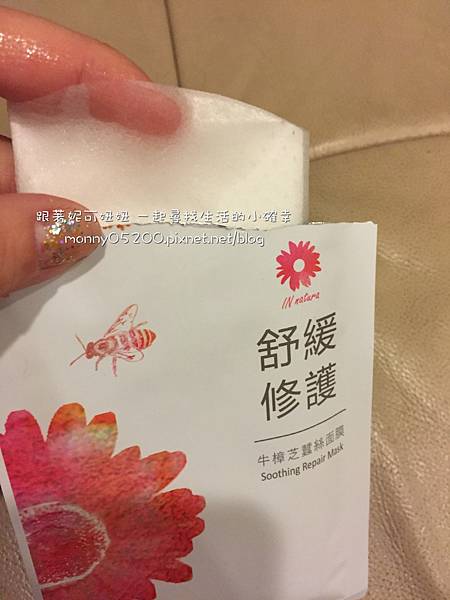 跟著妮可妞妞 一起尋找生活的小確幸
monny05200.pixnet.net/blog
IN natura
舒緩
修護
牛樟芝蠶絲面膜
Soothing Repair Mask